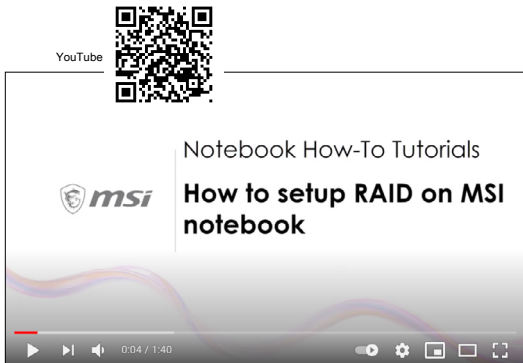 YouTube
Notebook How-To Tutorials
msi
How to setup RAID on MSI
notebook
0:04 / 1:40